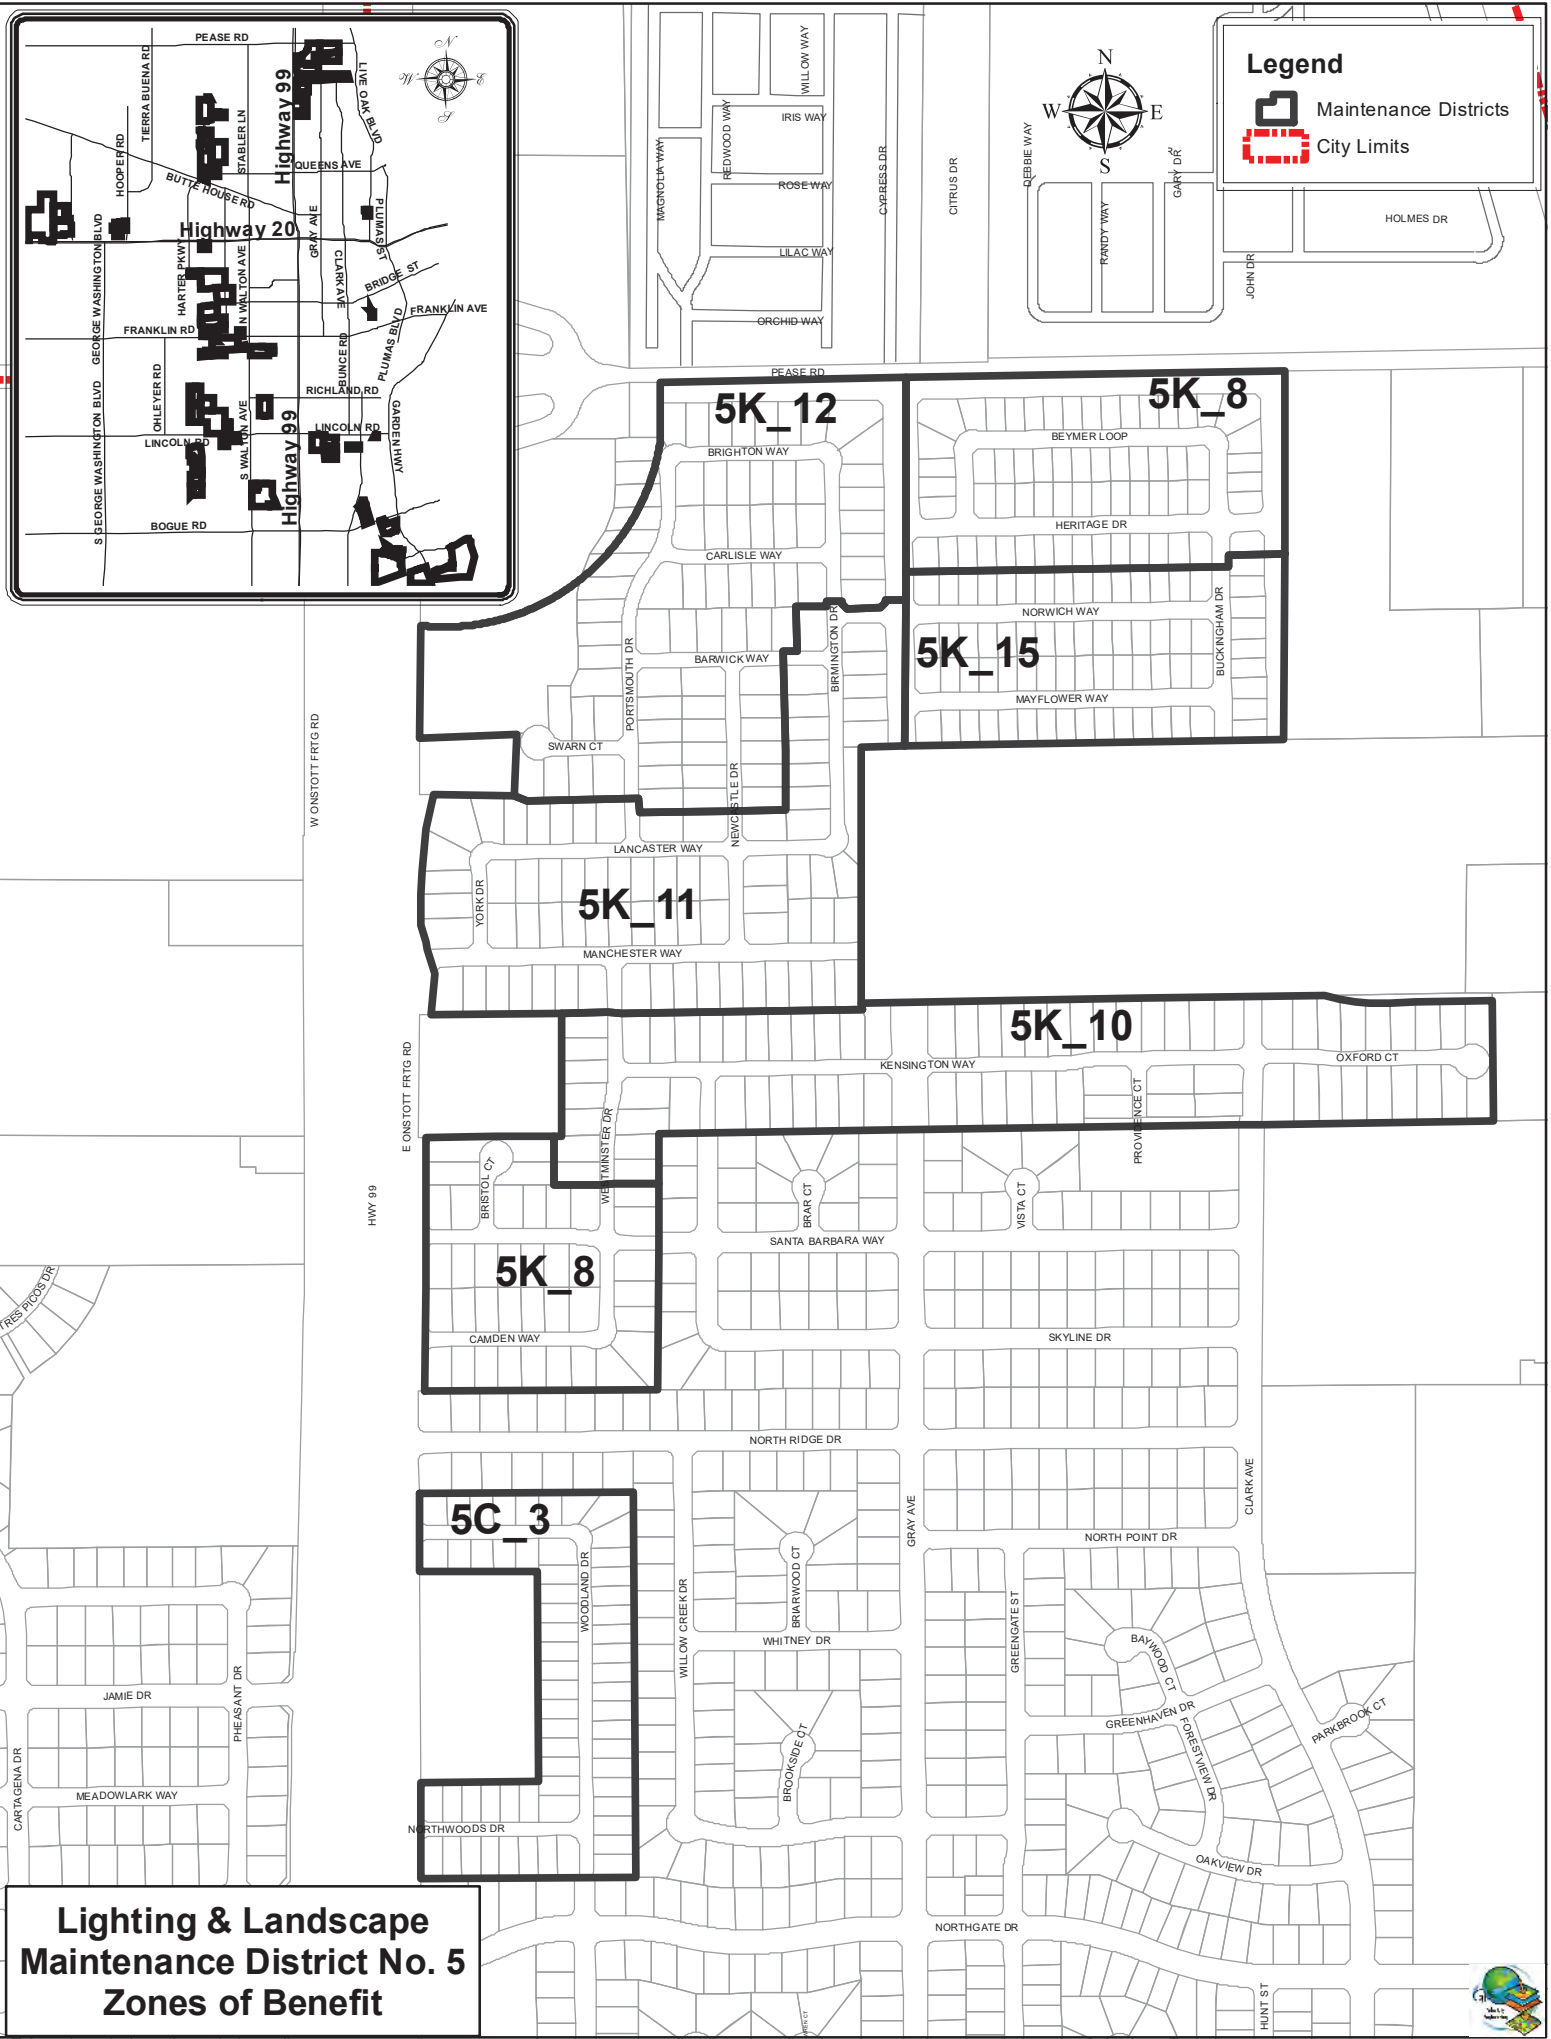 PEASE RD
TIERRA BUENA RD
HOOPER RD
STABLER LN
Highway 99
LIVE OAK BLVD
N
W
E
S
QUEENS AVE
BUTTE HOUSE RD
Highway 20
GEORGE WASHINGTON BLVD
HARTER PKWY
N WALTON AVE
GRAY AVE
CLARK AVE
PLUMAS ST
BRIDGE ST
FRANKLIN AVE
FRANKLIN RD
PLUMAS BLVD
BUNCE RD
OHLEYER RD
RICHLAND RD
S GEORGE WASHINGTON BLVD
LINCOLN RD
S WALTON AVE
Highway 99
LINCOLN RD
GARDEN HWY
BOGUE RD
WILLOW WAY
REDWOOD WAY
MAGNOLIA WAY
IRIS WAY
ROSE WAY
LILAC WAY
ORCHID WAY
CYPRESS DR
CITRUS DR
N
W
E
S
DEBBIE WAY
RANDY WAY
GARY DR
JOHN DR
HOLMES DR
Legend
Maintenance Districts
City Limits
PEASE RD
5K_12
5K_8
BRIGHTON WAY
BEYMER LOOP
HERITAGE DR
CARLISLE WAY
NORWICH WAY
BUCKINGHAM DR
BIRMINGTON DR
5K_15
BARWICK WAY
PORTSMOUTH DR
MAYFLOWER WAY
SWARN CT
NEWCASTLE DR
W ONSTOTT FRTG RD
LANCASTER WAY
YORK DR
5K_11
MANCHESTER WAY
5K_10
E ONSTOTT FRTG RD
KENSINGTON WAY
OXFORD CT
PROVIDENCE CT
WESTMINSTER DR
HWY 99
BRISTOL CT
BRAR CT
VISTA CT
SANTA BARBARA WAY
5K_8
TRES PICOS DR
CAMDEN WAY
SKYLINE DR
NORTH RIDGE DR
CLARK AVE
GRAY AVE
5C_3
NORTH POINT DR
WOODLAND DR
WILLOW CREEK DR
BRIARWOOD CT
GREENGATE ST
WHITNEY DR
BAYWOOD CT
JAMIE DR
PHEASANT DR
GREENHAVEN DR
FORESTVIEW DR
PARKBROOK CT
BROOKSIDE CT
CARTAGENA DR
MEADOWLARK WAY
NORTHWOODS DR
OAKVIEW DR
NORTHGATE DR
HUNT ST
Lighting & Landscape
Maintenance District No. 5
Zones of Benefit